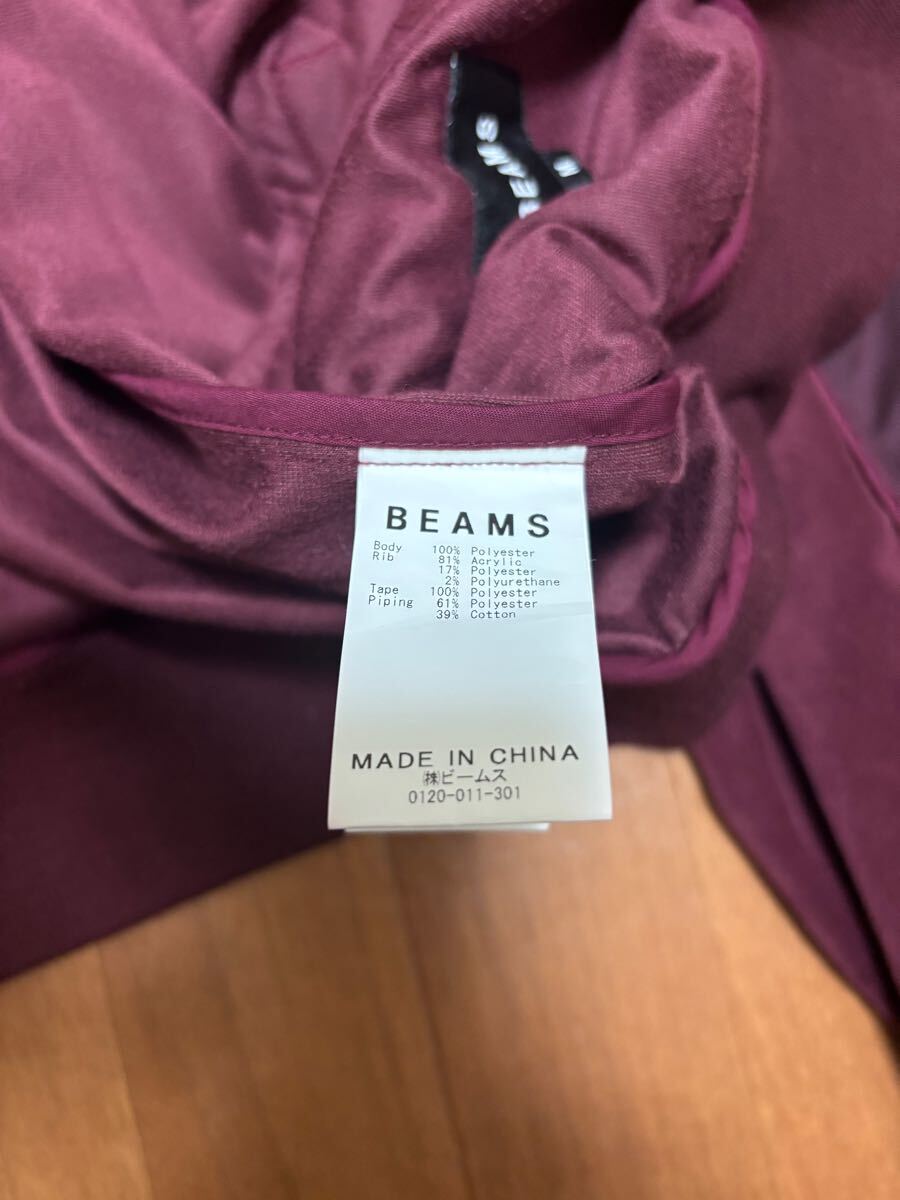 BEAMS
BEAMS
Body 100% Polyester
Rib 81% Acrylic
17% Polyester
2% Polyurethane
Tape 100% Polyester
Piping 61% Polyester
39% Cotton
MADE IN CHINA
㈱ビームス
0120-011-301